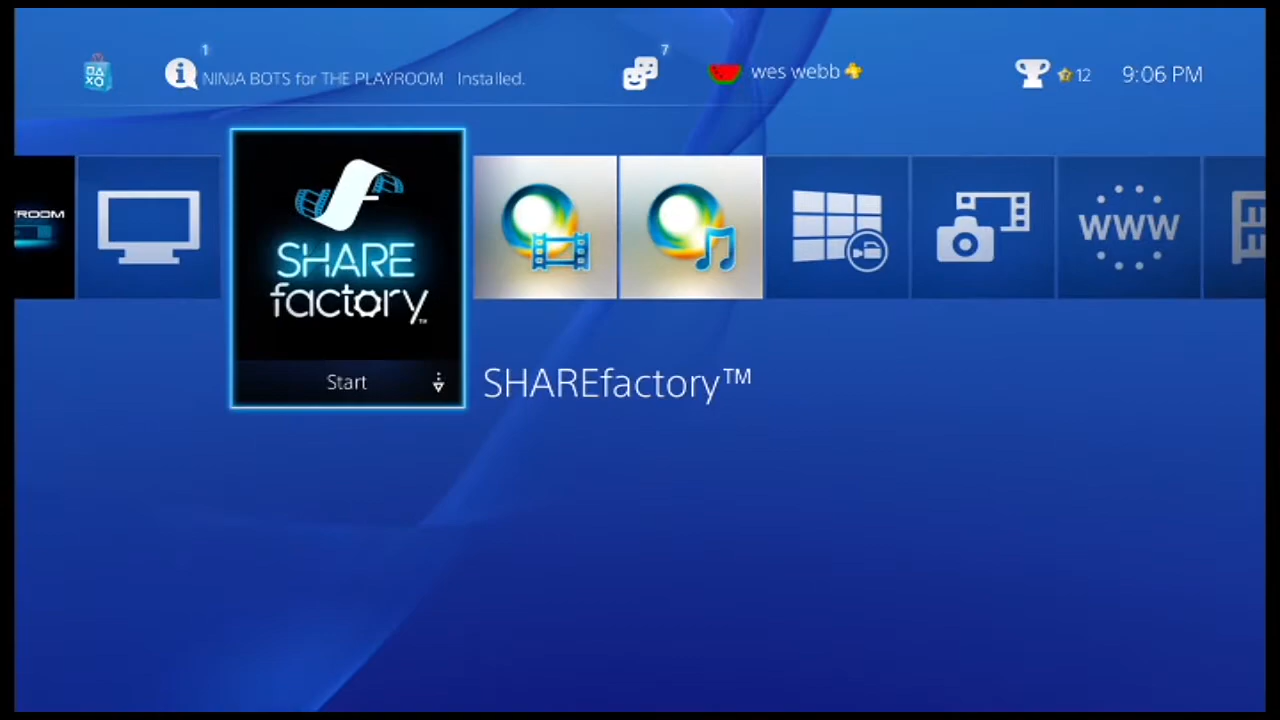 1
NINJA BOTS for THE PLAYROOM Installed.
7
wes webb
12
9:06 PM
ROOM
SHARE
factory™
WWW
Start
SHAREfactory™